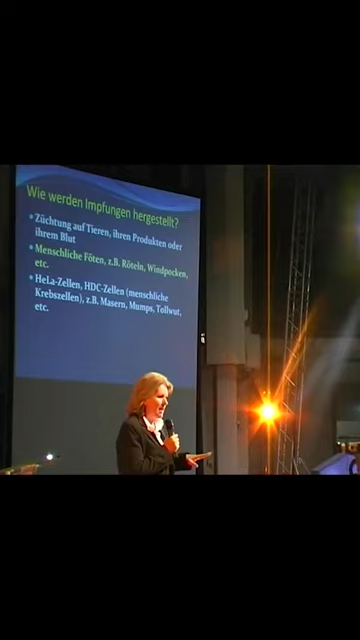 Wie werden Impfungen hergestellt?
• Züchtung auf Tieren, ihren Produkten oder
ihrem Blut
• Menschliche Föten, z.B. Röteln, Windpocken,
etc.
• HeLa-Zellen, HDC-Zellen (menschliche
Krebszellen), z.B. Masern, Mumps, Tollwut,
etc.